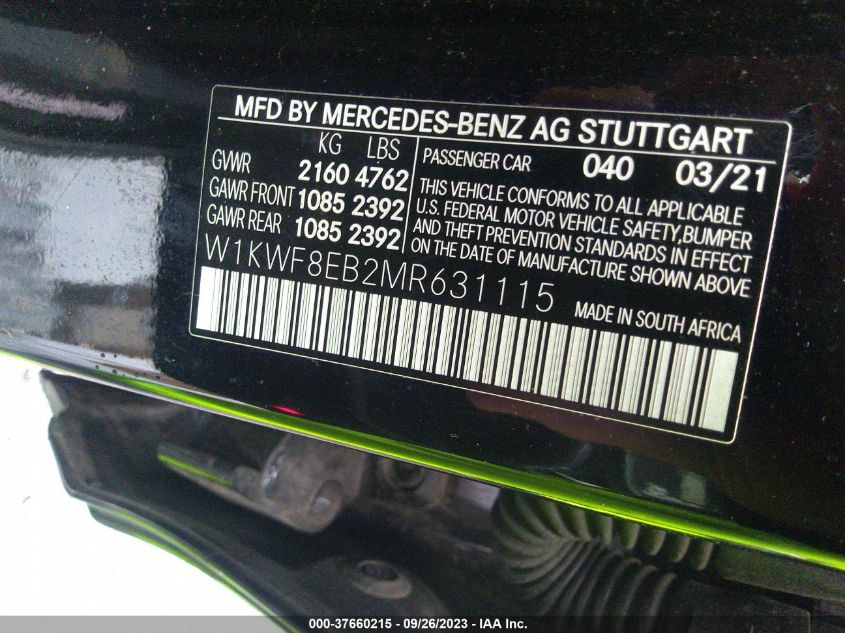 MFD BY MERCEDES-BENZ AG STUTTGART
KG LBS
GVWR 2160 4762
GAWR FRONT 1085 2392
GAWR REAR 1085 2392
PASSENGER CAR 040 03/21
THIS VEHICLE CONFORMS TO ALL APPLICABLE
U.S. FEDERAL MOTOR VEHICLE SAFETY,BUMPER
AND THEFT PREVENTION STANDARDS IN EFFECT
ON THE DATE OF MANUFACTURE SHOWN ABOVE
W1KWF8EB2MR631115
MADE IN SOUTH AFRICA
000-37660215 - 09/26/2023 - IAA Inc.